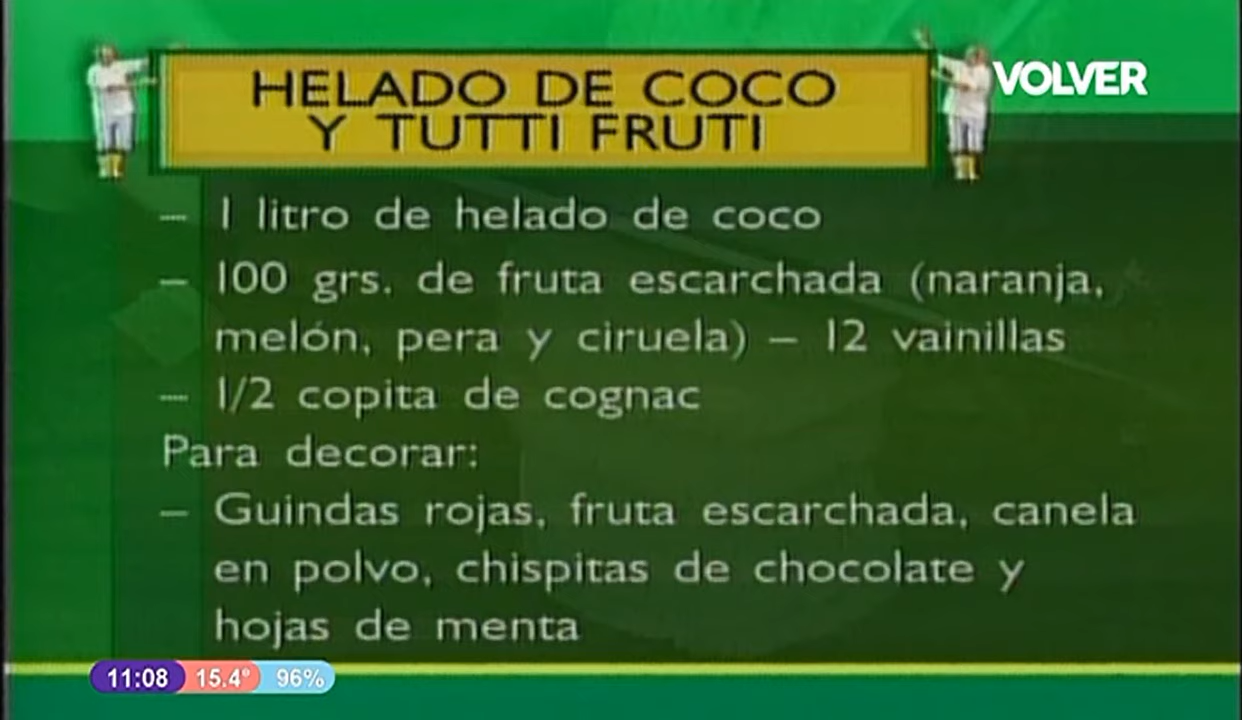 HELADO DE COCO
Y TUTTI FRUTI
VOLVER
– 1 litro de helado de coco
– 100 grs. de fruta escarchada (naranja,
melón, pera y ciruela) – 12 vainillas
– 1/2 copita de cognac
Para decorar:
– Guindas rojas, fruta escarchada, canela
en polvo, chispitas de chocolate y
hojas de menta
11:08 15.4° 96%